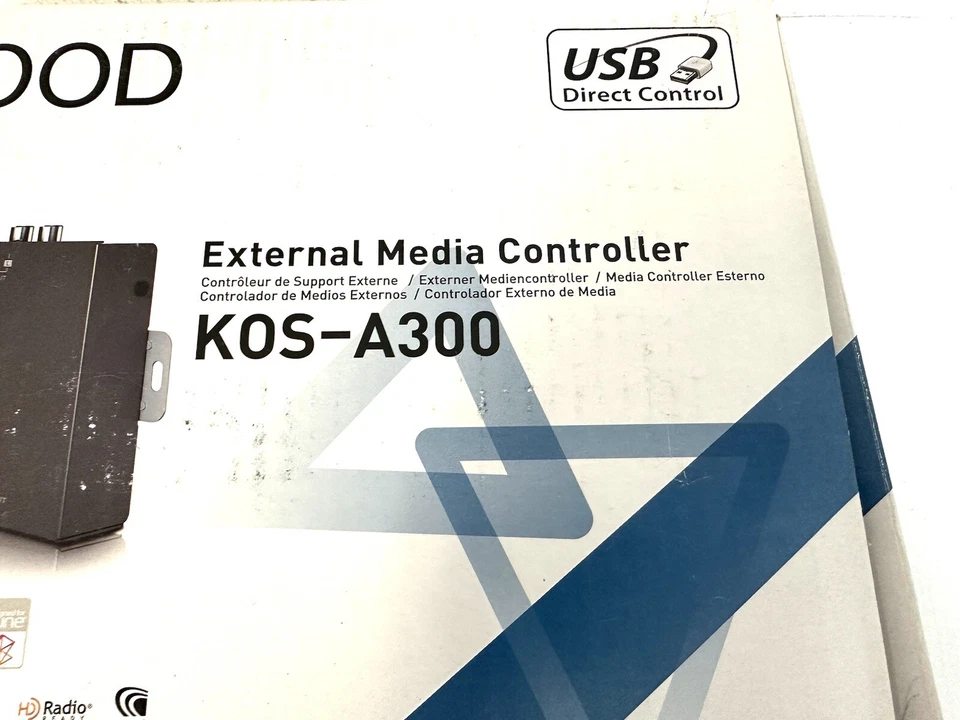 OOD
USB
Direct Control
L
External Media Controller
Contrôleur de Support Externe / Externer Mediencontroller / Media Controller Esterno
Controlador de Medios Externos / Controlador Externo de Media
KOS-A300
HD Radio®
READY